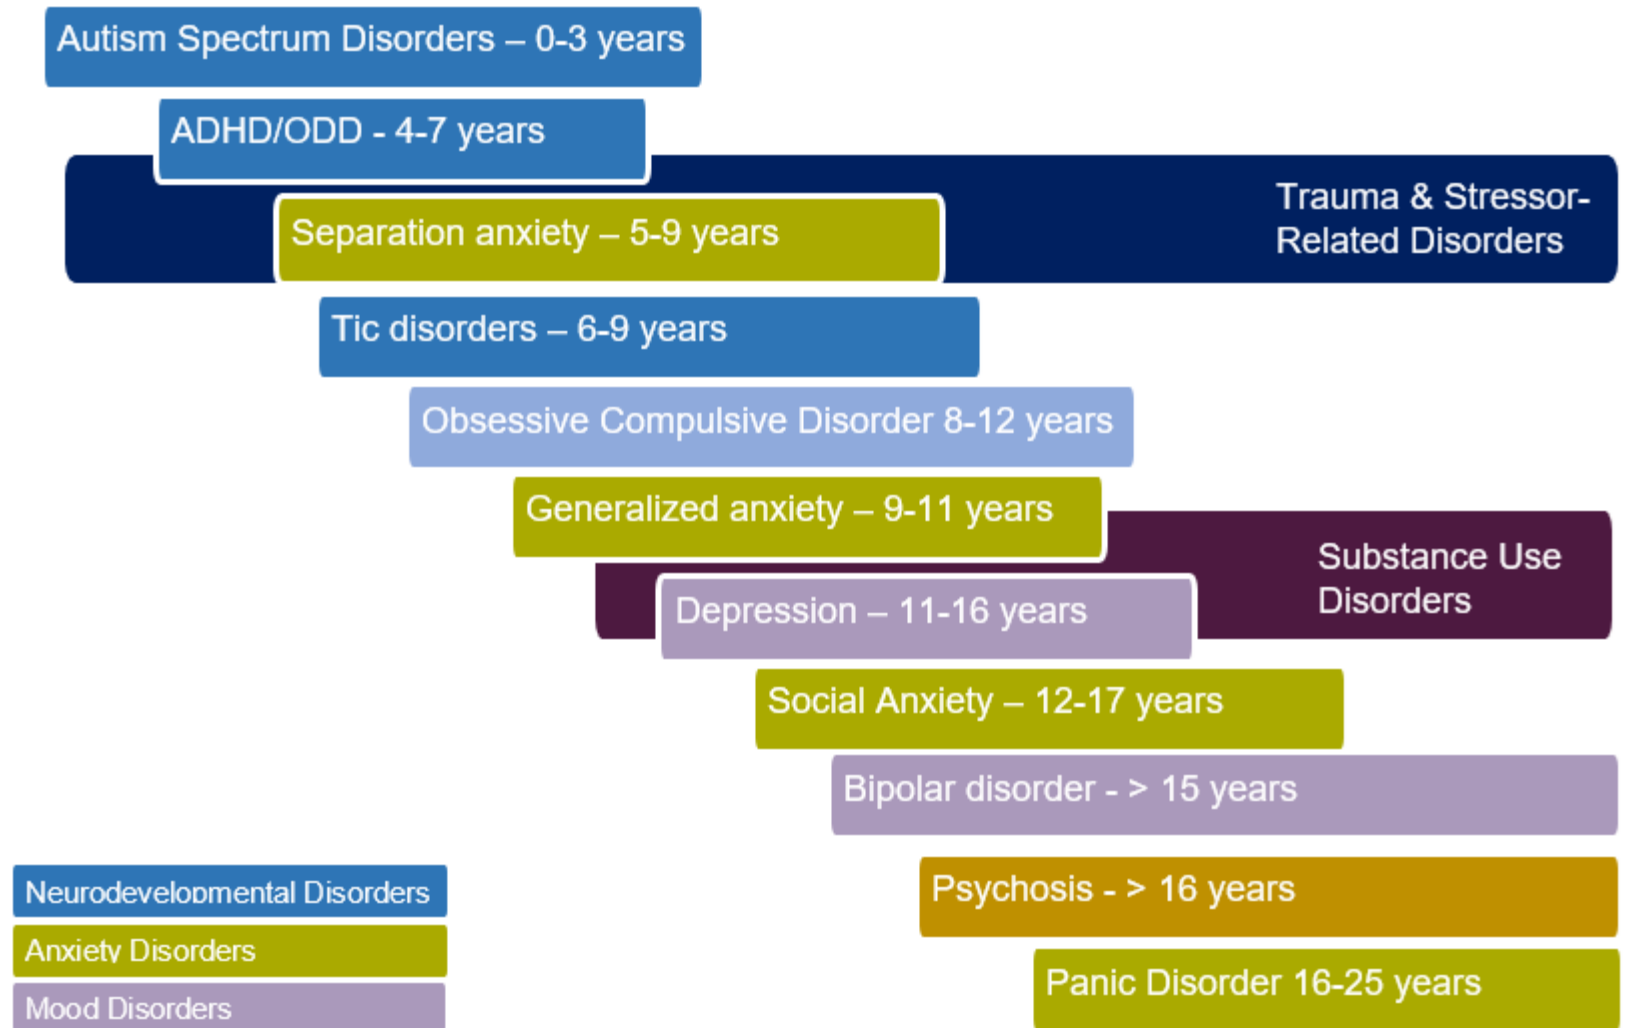 Autism Spectrum Disorders – 0-3 years
ADHD/ODD - 4-7 years
Trauma & Stressor-
Related Disorders
Separation anxiety – 5-9 years
Tic disorders – 6-9 years
Obsessive Compulsive Disorder 8-12 years
Generalized anxiety – 9-11 years
Substance Use
Disorders
Depression – 11-16 years
Social Anxiety – 12-17 years
Bipolar disorder - > 15 years
Psychosis - > 16 years
Panic Disorder 16-25 years
Neurodevelopmental Disorders
Anxiety Disorders
Mood Disorders